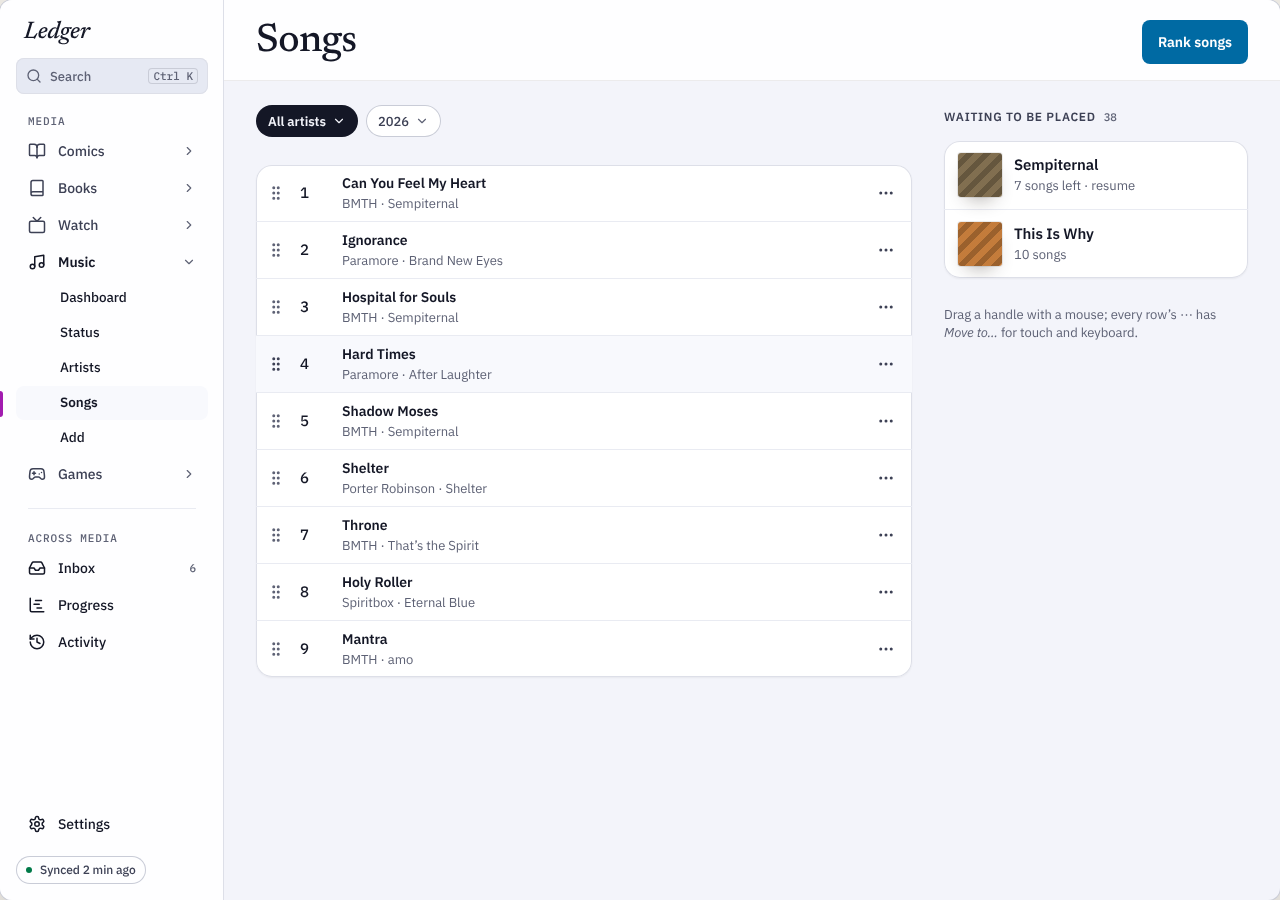 Ledger
Search
Ctrl K
MEDIA
Comics
Books
Watch
Music
Dashboard
Status
Artists
Songs
Add
Games
ACROSS MEDIA
Inbox 6
Progress
Activity
Settings
Synced 2 min ago
Songs
Rank songs
All artists
2026
1
Can You Feel My Heart
BMTH · Sempiternal
2
Ignorance
Paramore · Brand New Eyes
3
Hospital for Souls
BMTH · Sempiternal
4
Hard Times
Paramore · After Laughter
5
Shadow Moses
BMTH · Sempiternal
6
Shelter
Porter Robinson · Shelter
7
Throne
BMTH · That’s the Spirit
8
Holy Roller
Spiritbox · Eternal Blue
9
Mantra
BMTH · amo
WAITING TO BE PLACED 38
Sempiternal
7 songs left · resume
This Is Why
10 songs
Drag a handle with a mouse; every row’s ··· has
Move to… for touch and keyboard.